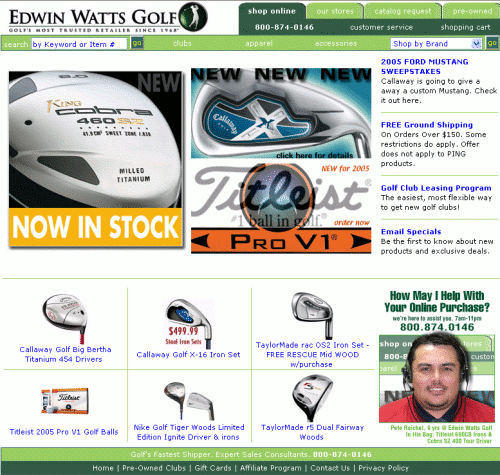 EDWIN WATTS GOLF
GOLF'S MOST TRUSTED RETAILER SINCE 1968
shop online
our stores
catalog request
pre-owned
800-874-0146
customer service
shopping cart
search
by Keyword or Item #
go
clubs
apparel
accessories
Shop by Brand
go
2.0
NEW
KING
cobra
460 SZ
MILLED
TITANIUM
NOW IN STOCK
NEW NEW NEW NEW
Callaway
X
click here for details
NEW for 2005
Titleist
#1 ball in golf.
order now
PRO V1
2005 FORD MUSTANG
SWEEPSTAKES
Callaway is going to give
away a custom Mustang. Check
it out here.
FREE Ground Shipping
On Orders Over $150. Some
restrictions do apply. Offer
does not apply to PING
products.
Golf Club Leasing Program
The easiest, most flexible way
to get new golf clubs!
Email Specials
Be the first to know about new
products and exclusive deals.
Callaway Golf Big Bertha
Titanium 454 Drivers
$499.99
Steel Iron Sets
Callaway Golf X-16 Iron Set
TaylorMade rac OS2 Iron Set -
FREE RESCUE Mid WOOD
w/purchase
Titleist 2005 Pro V1 Golf Balls
Nike Golf Tiger Woods Limited
Edition Ignite Driver & irons
TaylorMade r5 Dual Fairway
Woods
How May I Help With
Your Online Purchase?
we're here to assist you. 7am-11pm
800.874.0146
Pete Reichel, 9 yrs @ Edwin Watts Golf
In His Bag: Titleist 690CB Irons &
Cobra SZ 400 Tour Driver
Golf's Fastest Shipper. Expert Sales Consultants. 800-874-0146
Home | Pre-Owned Clubs | Gift Cards | Affiliate Program | Contact Us | Privacy Policy